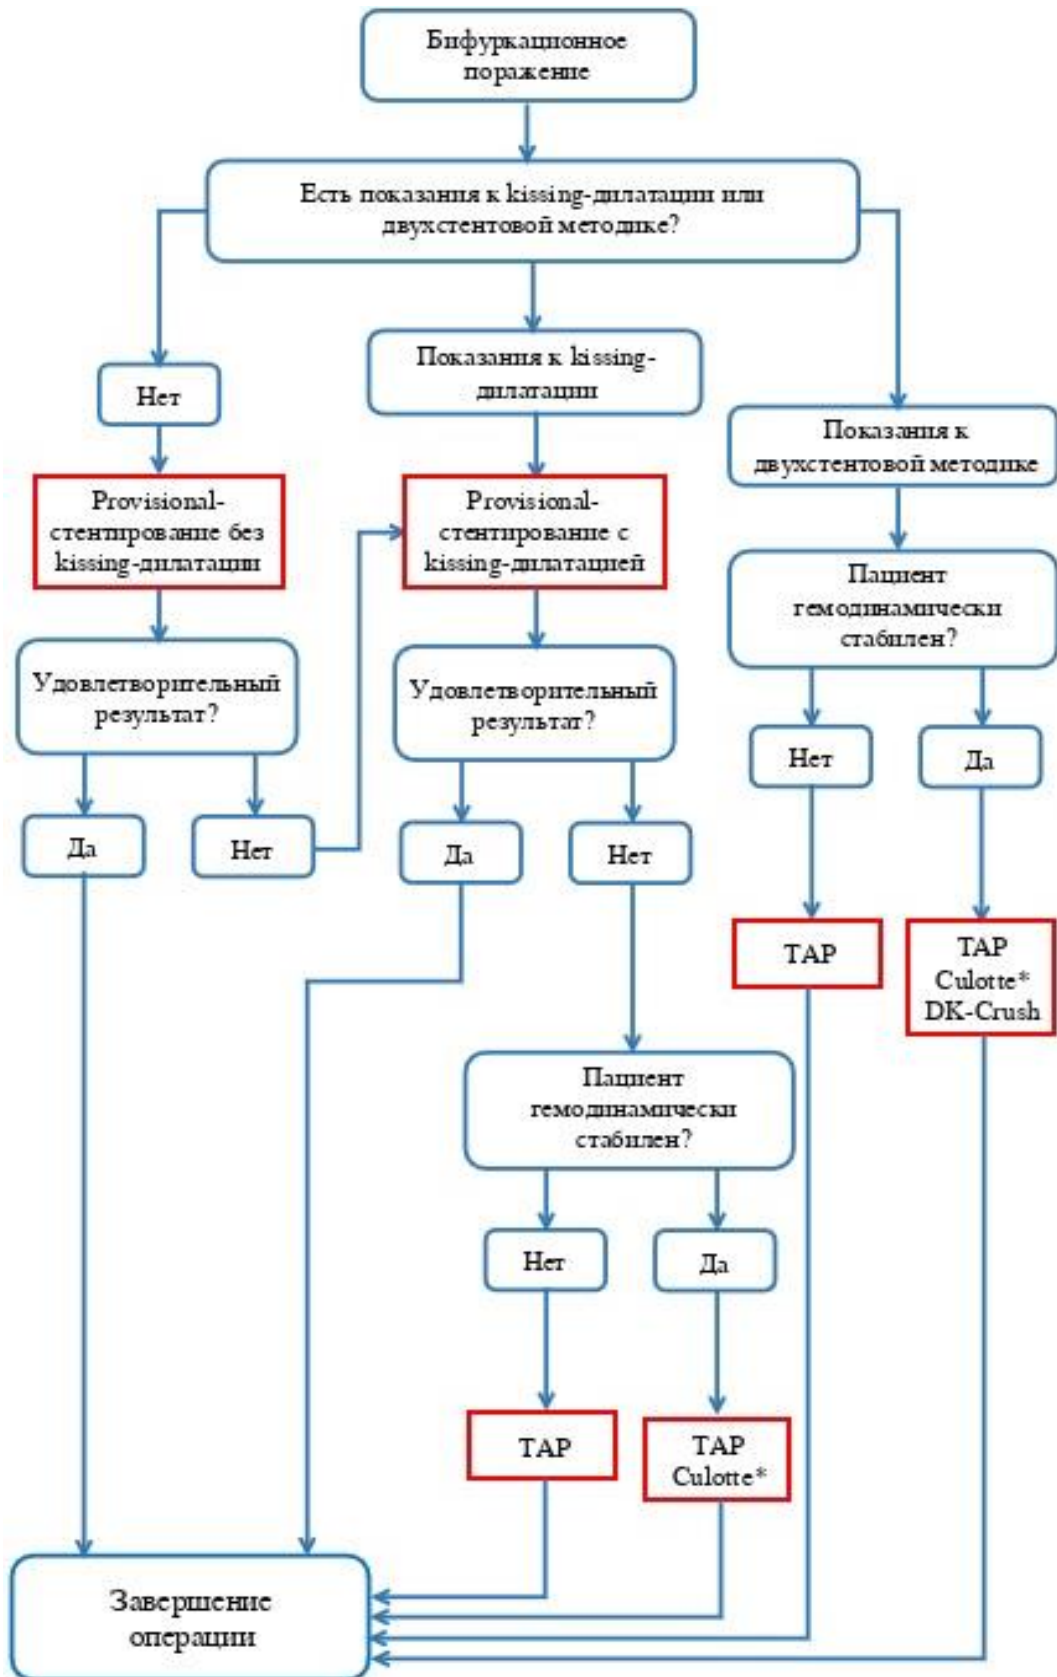 Бифуркационное
поражение
Есть показания к kissing-дилатации или
двухстентовой методике?
Нет
Показания к kissing-
дилатации
Показания к
двухстентовой методике
Provisional-
стентирование без
kissing-дилатации
Provisional-
стентирование с
kissing-дилатацией
Пациент
гемодинамически
стабилен?
Удовлетворительный
результат?
Удовлетворительный
результат?
Нет
Да
Да
Нет
Да
Нет
TAP
TAP
Culotte*
DK-Crush
Пациент
гемодинамически
стабилен?
Нет
Да
TAP
TAP
Culotte*
Завершение
операции